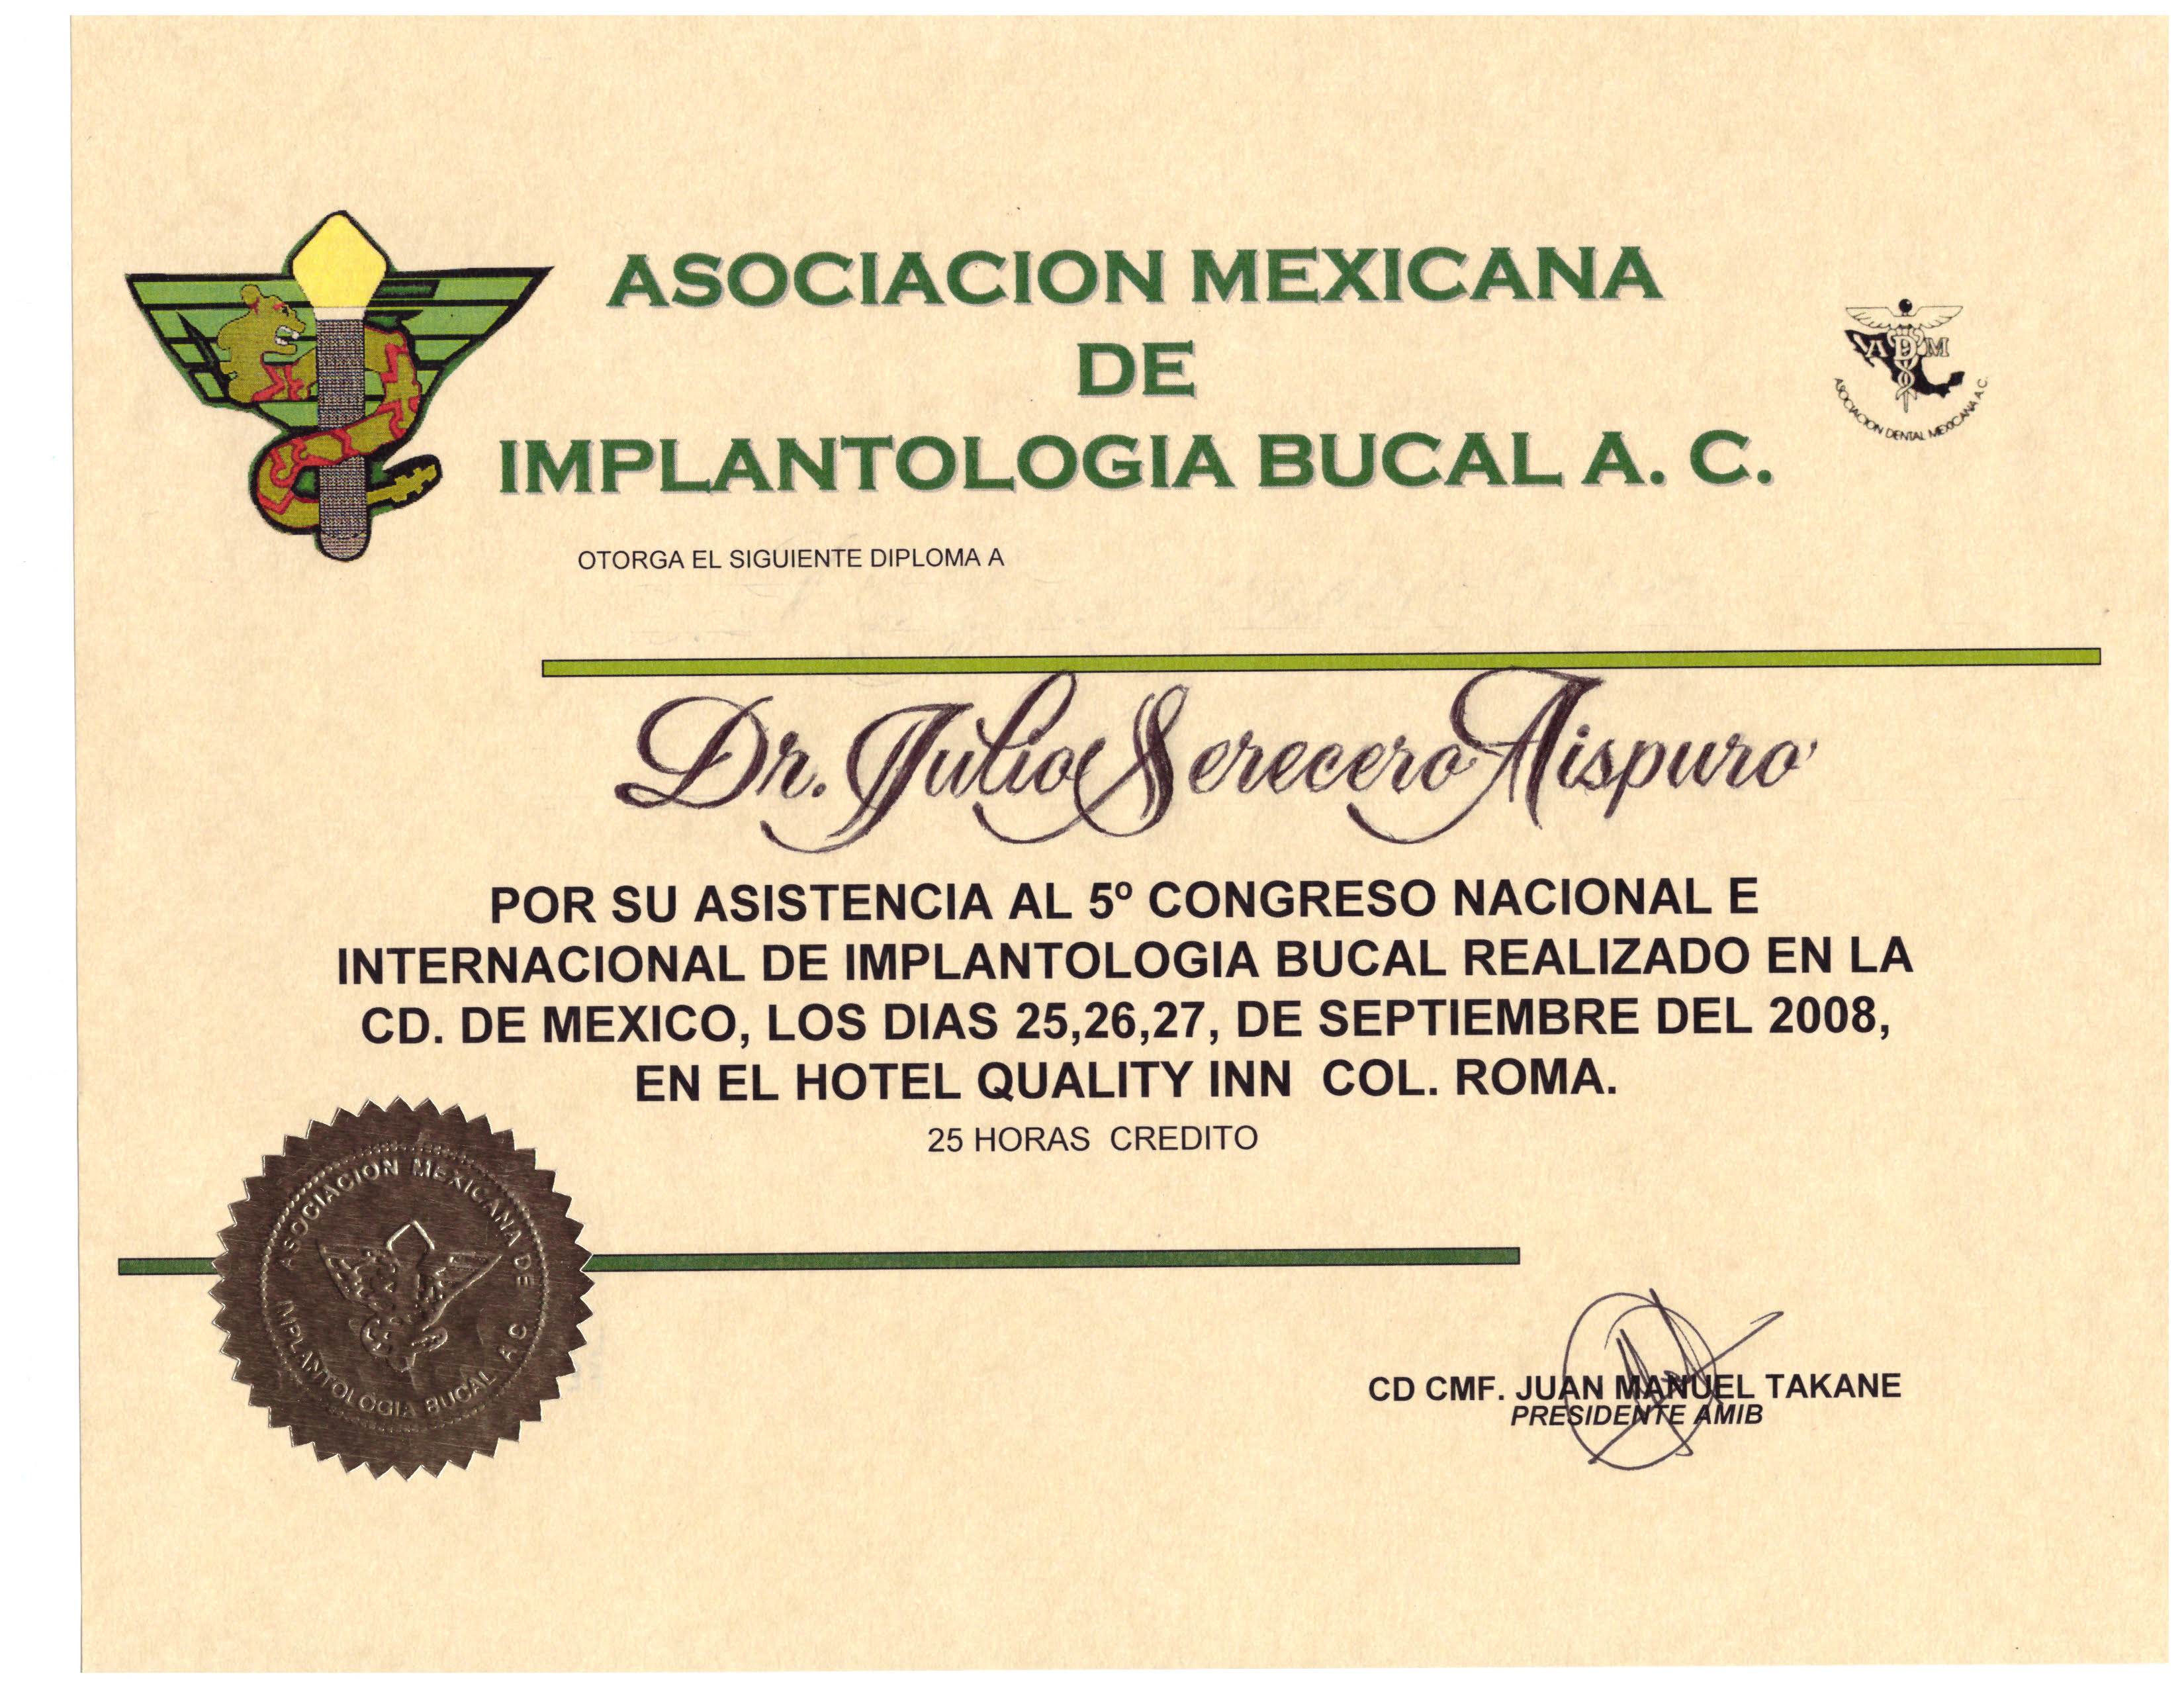 ASOCIACION MEXICANA
DE
IMPLANTOLOGIA BUCAL A. C.
ADM
ASOCIACION DENTAL MEXICANA A.C.
OTORGA EL SIGUIENTE DIPLOMA A
Dr. Julio Serecero Aispuro
POR SU ASISTENCIA AL 5º CONGRESO NACIONAL E
INTERNACIONAL DE IMPLANTOLOGIA BUCAL REALIZADO EN LA
CD. DE MEXICO, LOS DIAS 25,26,27, DE SEPTIEMBRE DEL 2008,
EN EL HOTEL QUALITY INN COL. ROMA.
25 HORAS CREDITO
ASOCIACION MEXICANA DE
IMPLANTOLOGIA BUCAL A.C.
CD CMF. JUAN MANUEL TAKANE
PRESIDENTE AMIB